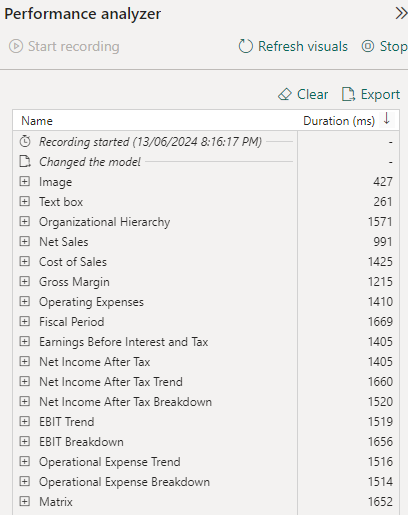 Performance analyzer
Start recording Refresh visuals Stop
Clear Export
Name Duration (ms)
Recording started (13/06/2024 8:16:17 PM) -
Changed the model -
Image 427
Text box 261
Organizational Hierarchy 1571
Net Sales 991
Cost of Sales 1425
Gross Margin 1215
Operating Expenses 1410
Fiscal Period 1669
Earnings Before Interest and Tax 1405
Net Income After Tax 1405
Net Income After Tax Trend 1660
Net Income After Tax Breakdown 1520
EBIT Trend 1519
EBIT Breakdown 1656
Operational Expense Trend 1516
Operational Expense Breakdown 1514
Matrix 1652